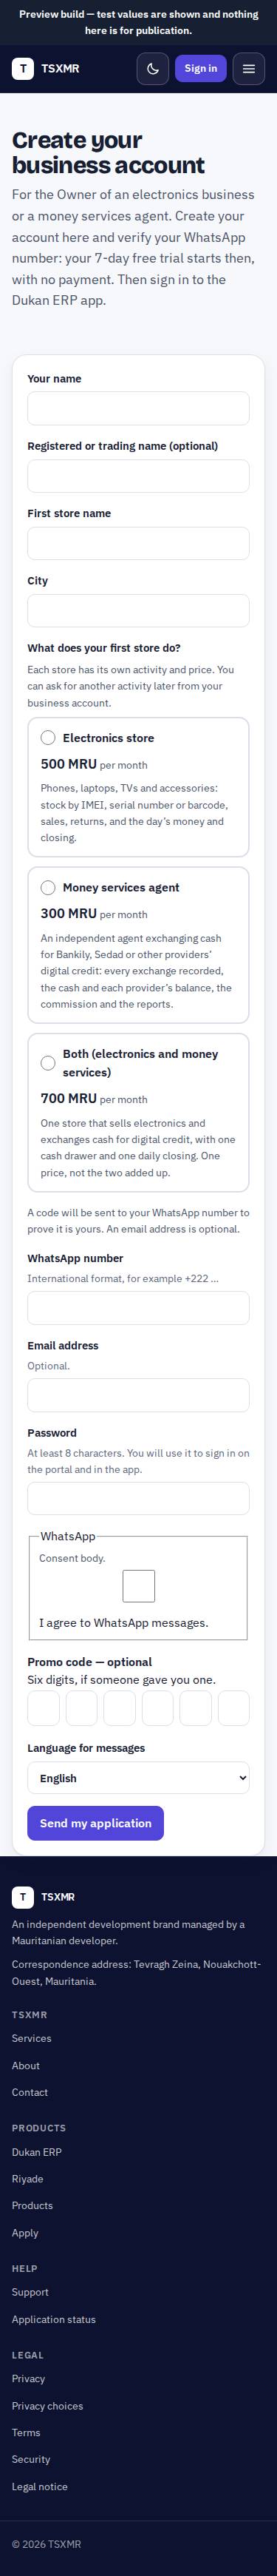 Preview build — test values are shown and nothing
here is for publication.
T TSXMR Sign in
Create your
business account
For the Owner of an electronics business
or a money services agent. Create your
account here and verify your WhatsApp
number: your 7-day free trial starts then,
with no payment. Then sign in to the
Dukan ERP app.
Your name
Registered or trading name (optional)
First store name
City
What does your first store do?
Each store has its own activity and price. You
can ask for another activity later from your
business account.
Electronics store
500 MRU per month
Phones, laptops, TVs and accessories:
stock by IMEI, serial number or barcode,
sales, returns, and the day’s money and
closing.
Money services agent
300 MRU per month
An independent agent exchanging cash
for Bankily, Sedad or other providers’
digital credit: every exchange recorded,
the cash and each provider’s balance, the
commission and the reports.
Both (electronics and money
services)
700 MRU per month
One store that sells electronics and
exchanges cash for digital credit, with one
cash drawer and one daily closing. One
price, not the two added up.
A code will be sent to your WhatsApp number to
prove it is yours. An email address is optional.
WhatsApp number
International format, for example +222 …
Email address
Optional.
Password
At least 8 characters. You will use it to sign in on
the portal and in the app.
WhatsApp
Consent body.
I agree to WhatsApp messages.
Promo code — optional
Six digits, if someone gave you one.
Language for messages
English
Send my application
T TSXMR
An independent development brand managed by a
Mauritanian developer.
Correspondence address: Tevragh Zeina, Nouakchott-
Ouest, Mauritania.
TSXMR
Services
About
Contact
PRODUCTS
Dukan ERP
Riyade
Products
Apply
HELP
Support
Application status
LEGAL
Privacy
Privacy choices
Terms
Security
Legal notice
© 2026 TSXMR